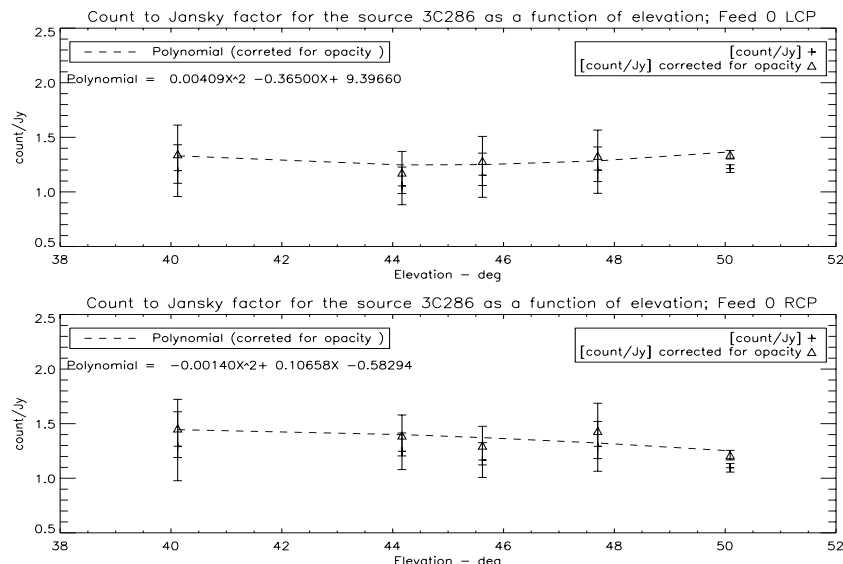 Count to Jansky factor for the source 3C286 as a function of elevation; Feed 0 LCP
2.5
2.0
1.5
1.0
0.5
count/Jy
Polynomial (correted for opacity )
Polynomial = 0.00409X^2 -0.36500X+ 9.39660
[count/Jy] +
[count/Jy] corrected for opacity △
38 40 42 44 46 48 50 52
Elevation - deg
Count to Jansky factor for the source 3C286 as a function of elevation; Feed 0 RCP
2.5
2.0
1.5
1.0
0.5
count/Jy
Polynomial (correted for opacity )
Polynomial = -0.00140X^2+ 0.10658X -0.58294
[count/Jy] +
[count/Jy] corrected for opacity △
38 40 42 44 46 48 50 52
Elevation - deg